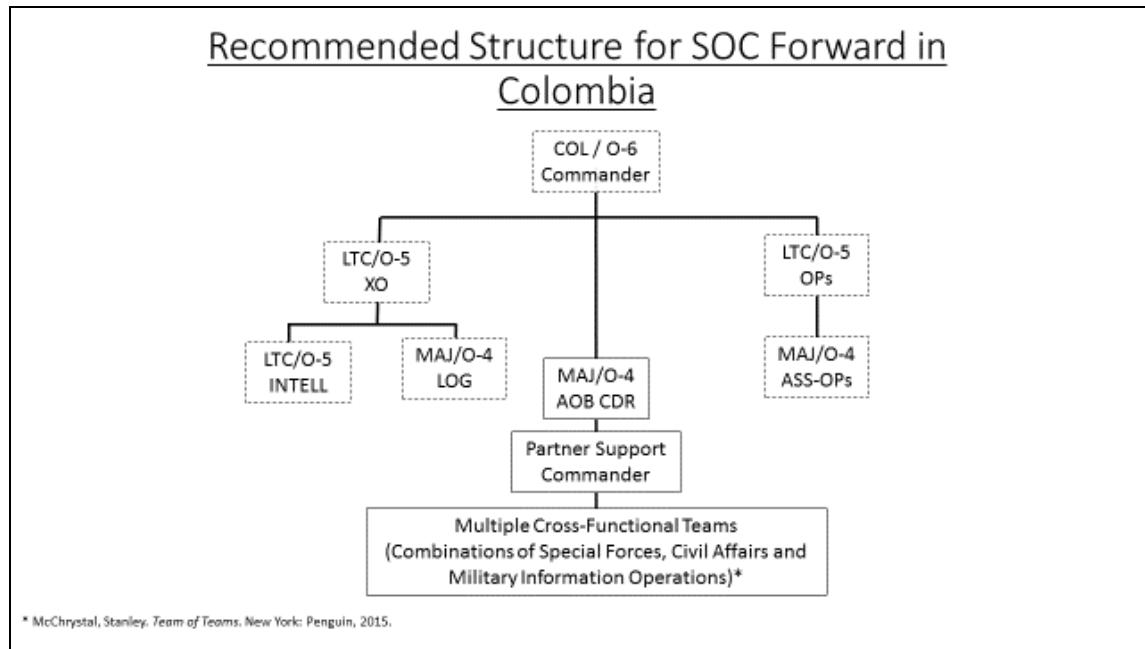 Recommended Structure for SOC Forward in
Colombia
COL / O-6
Commander
LTC/O-5
XO
LTC/O-5
OPs
LTC/O-5
INTELL
MAJ/O-4
LOG
MAJ/O-4
AOB CDR
MAJ/O-4
ASS-OPs
Partner Support
Commander
Multiple Cross-Functional Teams
(Combinations of Special Forces, Civil Affairs and
Military Information Operations)*
* McChrystal, Stanley. Team of Teams. New York: Penguin, 2015.